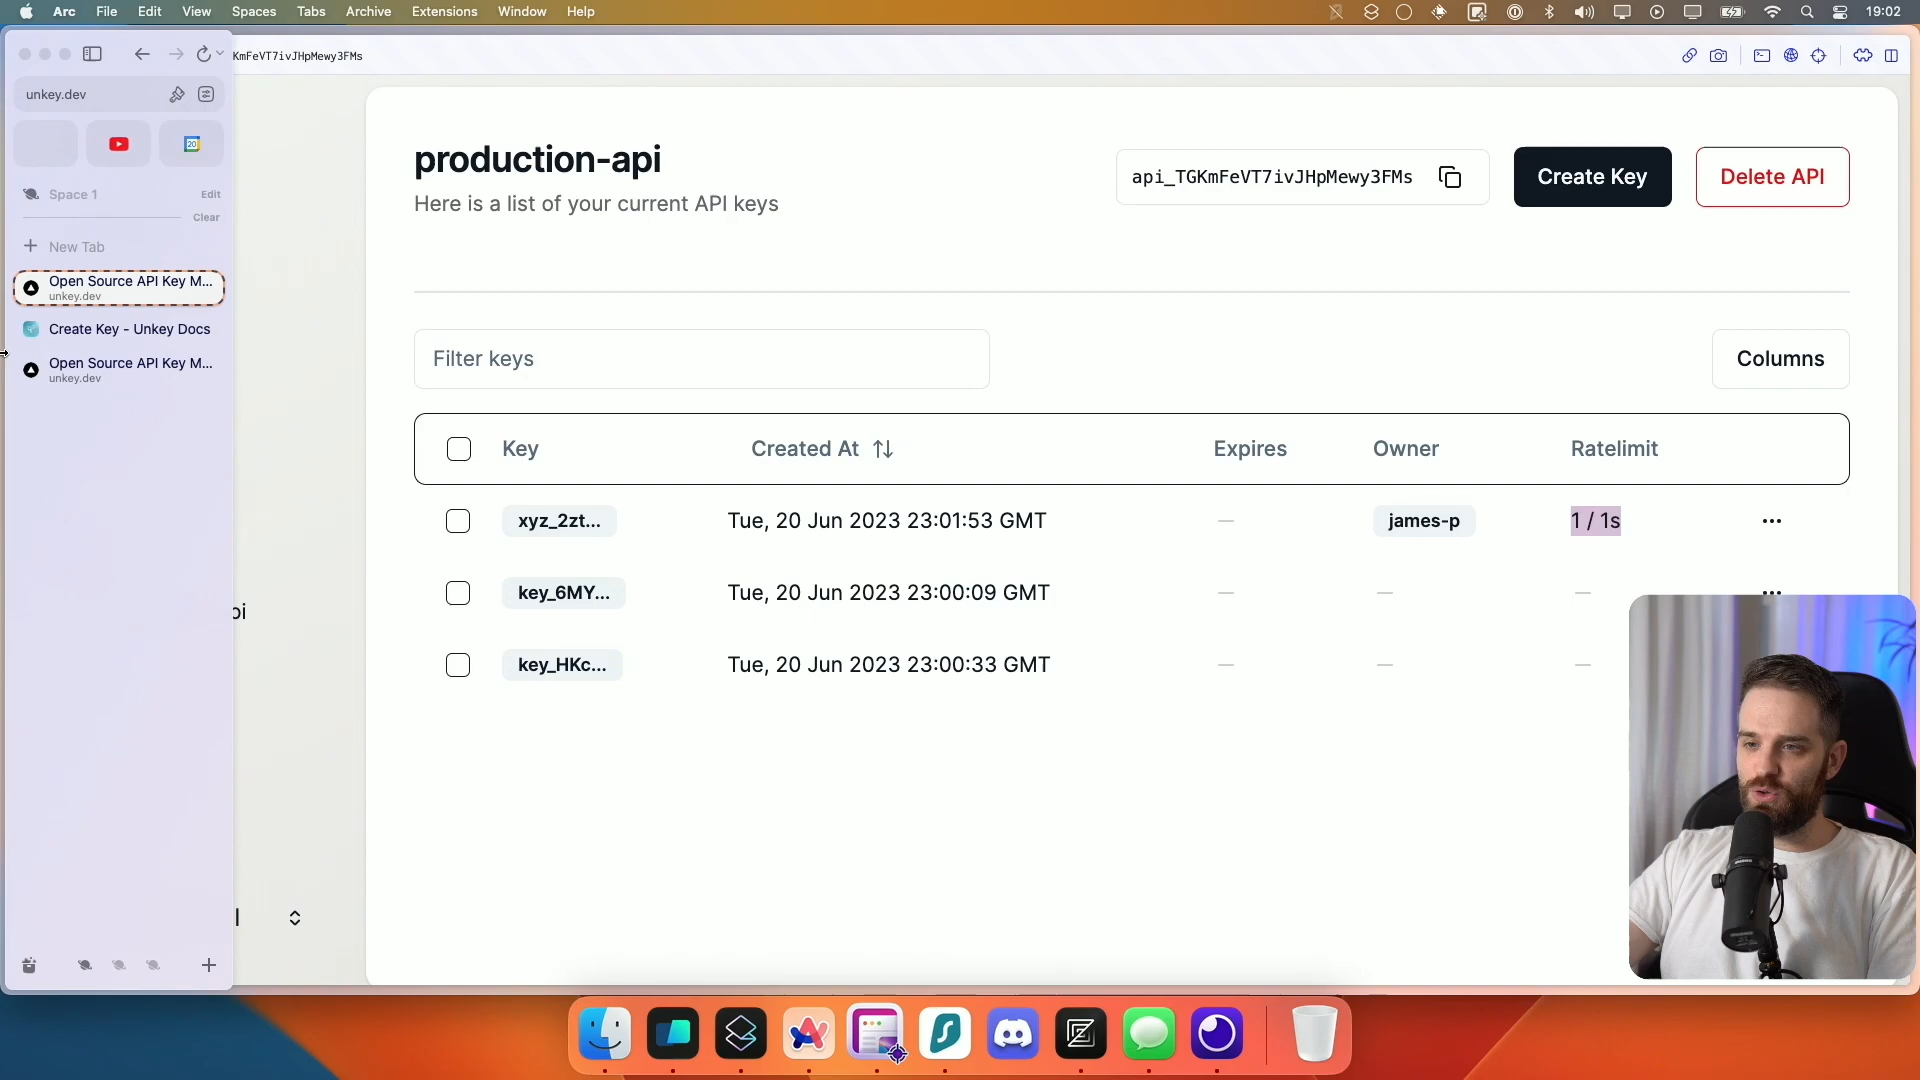 Arc File Edit View Spaces Tabs Archive Extensions Window Help 19:02
KmFeVT7ivJHpMewy3FMs
unkey.dev
20
Space 1 Edit
Clear
New Tab
Open Source API Key M...
unkey.dev
Create Key - Unkey Docs
Open Source API Key M...
unkey.dev
pi
production-api
Here is a list of your current API keys
api_TGKmFeVT7ivJHpMewy3FMs
Create Key
Delete API
Filter keys
Columns
Key Created At Expires Owner Ratelimit
xyz_2zt... Tue, 20 Jun 2023 23:01:53 GMT — james-p 1 / 1s ...
key_6MY... Tue, 20 Jun 2023 23:00:09 GMT — — — ...
key_HKc... Tue, 20 Jun 2023 23:00:33 GMT — — —